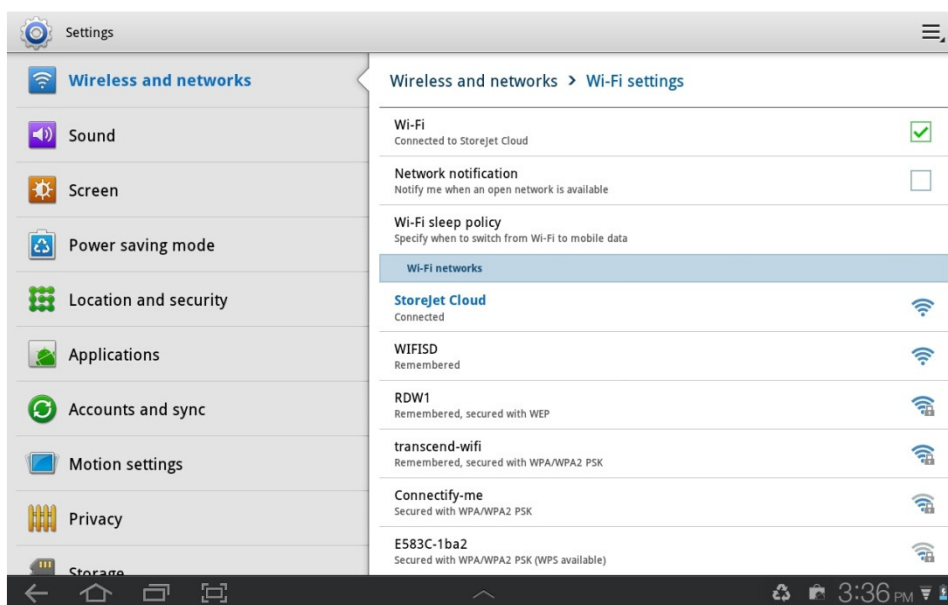 Settings
Wireless and networks
Sound
Screen
Power saving mode
Location and security
Applications
Accounts and sync
Motion settings
Privacy
Storage
Wireless and networks > Wi-Fi settings
Wi-Fi
Connected to StoreJet Cloud
Network notification
Notify me when an open network is available
Wi-Fi sleep policy
Specify when to switch from Wi-Fi to mobile data
Wi-Fi networks
StoreJet Cloud
Connected
WIFISD
Remembered
RDW1
Remembered, secured with WEP
transcend-wifi
Remembered, secured with WPA/WPA2 PSK
Connectify-me
Secured with WPA/WPA2 PSK
E583C-1ba2
Secured with WPA/WPA2 PSK (WPS available)
3:36 PM